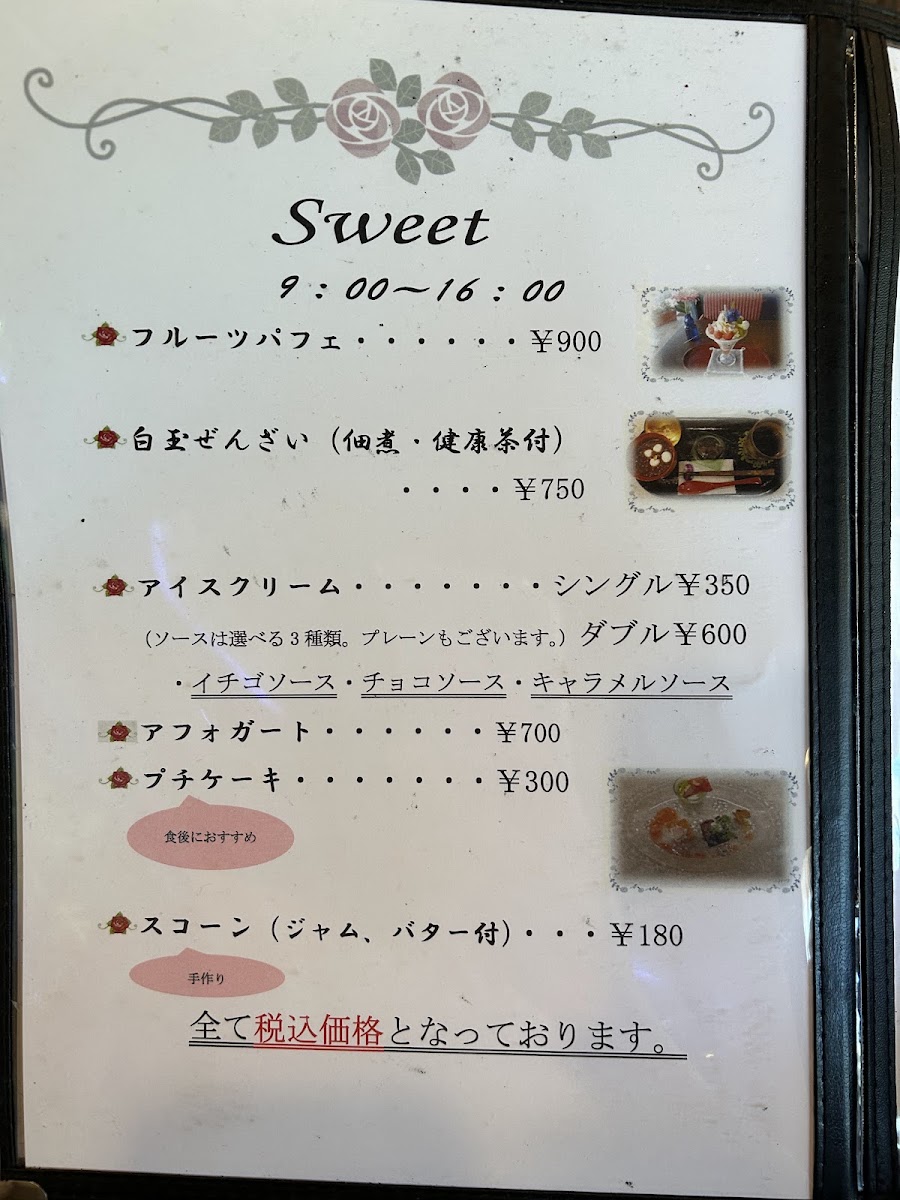 Sweet
9：00～16：00
フルーツパフェ・・・・・・￥900
白玉ぜんざい（佃煮・健康茶付）
・・・・￥750
アイスクリーム・・・・・・・シングル￥350
（ソースは選べる3種類。プレーンもございます。）ダブル￥600
・イチゴソース・チョコソース・キャラメルソース
アフォガート・・・・・・￥700
プチケーキ・・・・・・・￥300
食後におすすめ
スコーン（ジャム、バター付）・・・￥180
手作り
全て税込価格となっております。